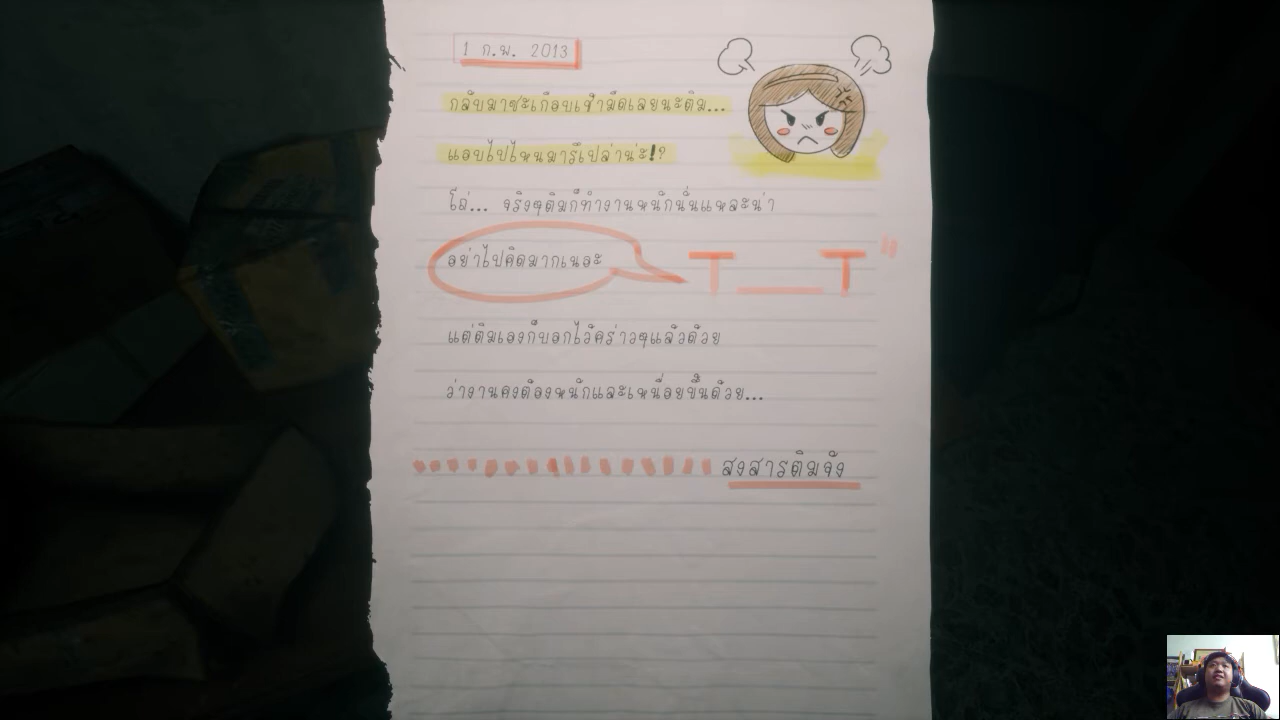 1 ก.พ. 2013
กลับมาซะเกือบเช้ามืดเลยนะติม...
แอบไปไหนมารึเปล่าน่ะ!?
โถ่... จริงๆติมก็ทำงานหนักนั่นแหละน่า
อย่าไปคิดมากเนอะ
T__T
แต่ติมเองก็บอกไว้คร่าวๆแล้วด้วย
ว่างานคงต้องหนักและเหนื่อยขึ้นด้วย...
สงสารติมจัง